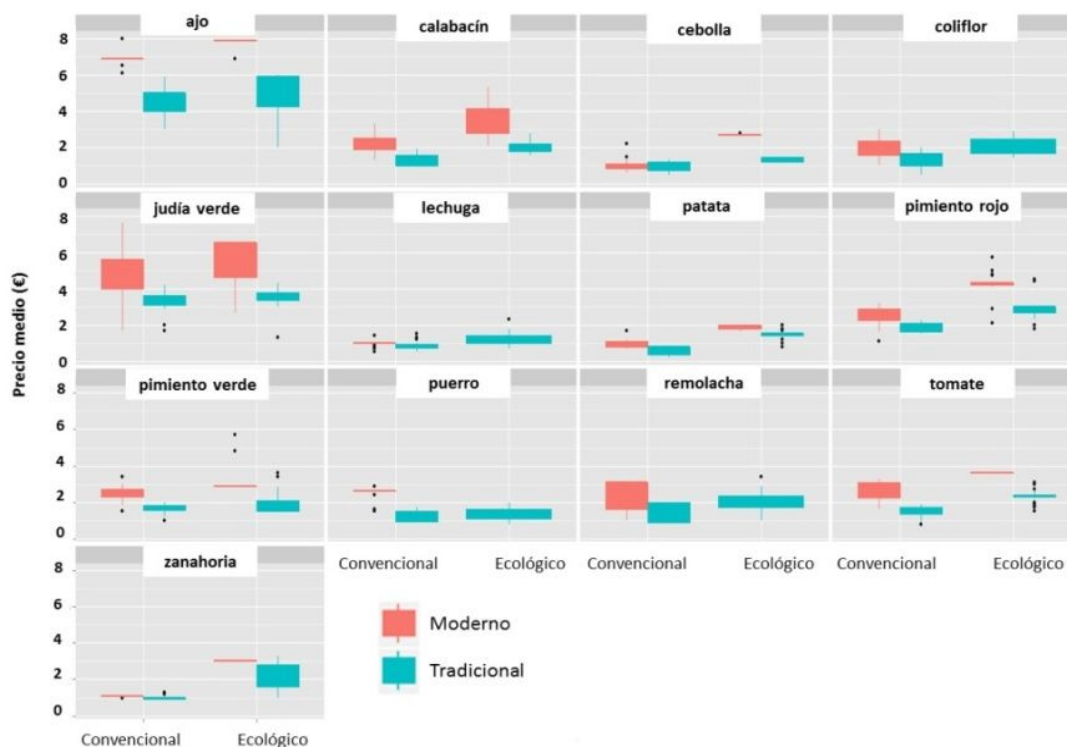 ajo
calabacín
cebolla
coliflor
8
6
4
2
0
judía verde
lechuga
patata
pimiento rojo
8
6
4
2
0
Precio medio (€)
pimiento verde
puerro
remolacha
tomate
8
6
4
2
0
zanahoria
Convencional Ecológico
Convencional Ecológico
Convencional Ecológico
8
6
4
2
0
Moderno
Tradicional
Convencional Ecológico